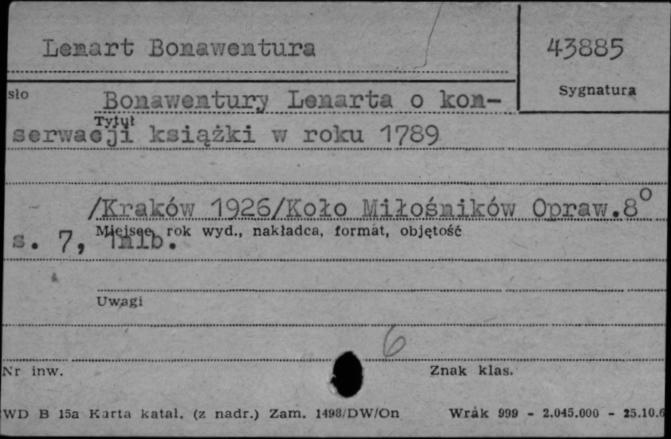 Lenart Bonawentura
43885
Sygnatura
sło
Bonawentury Lenarta o kon-
Tytuł
serwacji książki w roku 1789
/Kraków 1926/Koło Miłośników Opraw.8°
Miejsce, rok wyd., nakładca, format, objętość
s. 7, 1nlb.
Uwagi
6
Nr inw.
Znak klas.
WD B 15a Karta katal. (z nadr.) Zam. 1498/DW/On
Wrák 999 - 2.045.000 - 25.10.6